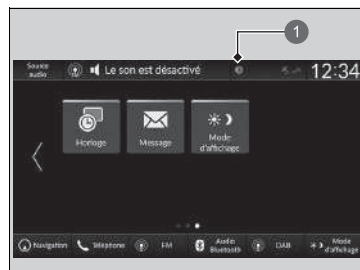 1
Source audio
Le son est désactivé
12:34
Horloge
Message
Mode d'affichage
Navigation
Téléphone
FM
Audio Bluetooth
DAB
Mode d'affichage